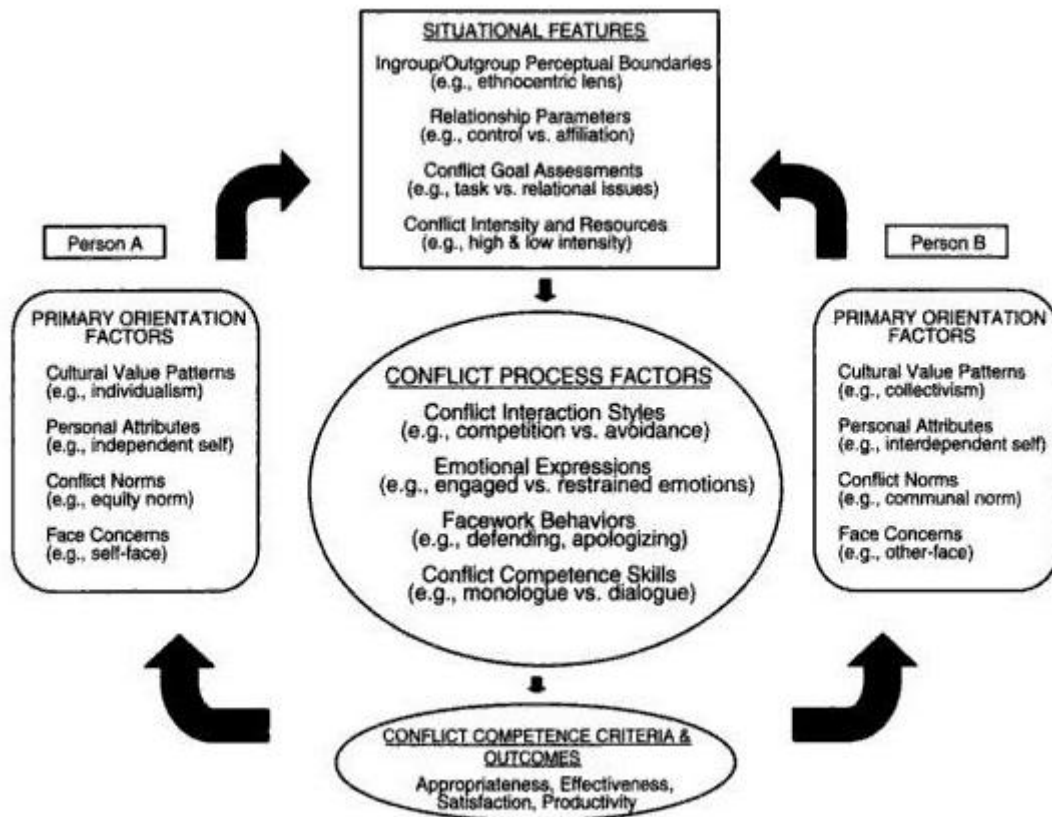 SITUATIONAL FEATURES
Ingroup/Outgroup Perceptual Boundaries
(e.g., ethnocentric lens)
Relationship Parameters
(e.g., control vs. affiliation)
Conflict Goal Assessments
(e.g., task vs. relational issues)
Conflict Intensity and Resources
(e.g., high & low intensity)
Person A
PRIMARY ORIENTATION
FACTORS
Cultural Value Patterns
(e.g., individualism)
Personal Attributes
(e.g., independent self)
Conflict Norms
(e.g., equity norm)
Face Concerns
(e.g., self-face)
CONFLICT PROCESS FACTORS
Conflict Interaction Styles
(e.g., competition vs. avoidance)
Emotional Expressions
(e.g., engaged vs. restrained emotions)
Facework Behaviors
(e.g., defending, apologizing)
Conflict Competence Skills
(e.g., monologue vs. dialogue)
Person B
PRIMARY ORIENTATION
FACTORS
Cultural Value Patterns
(e.g., collectivism)
Personal Attributes
(e.g., interdependent self)
Conflict Norms
(e.g., communal norm)
Face Concerns
(e.g., other-face)
CONFLICT COMPETENCE CRITERIA &
OUTCOMES
Appropriateness, Effectiveness,
Satisfaction, Productivity